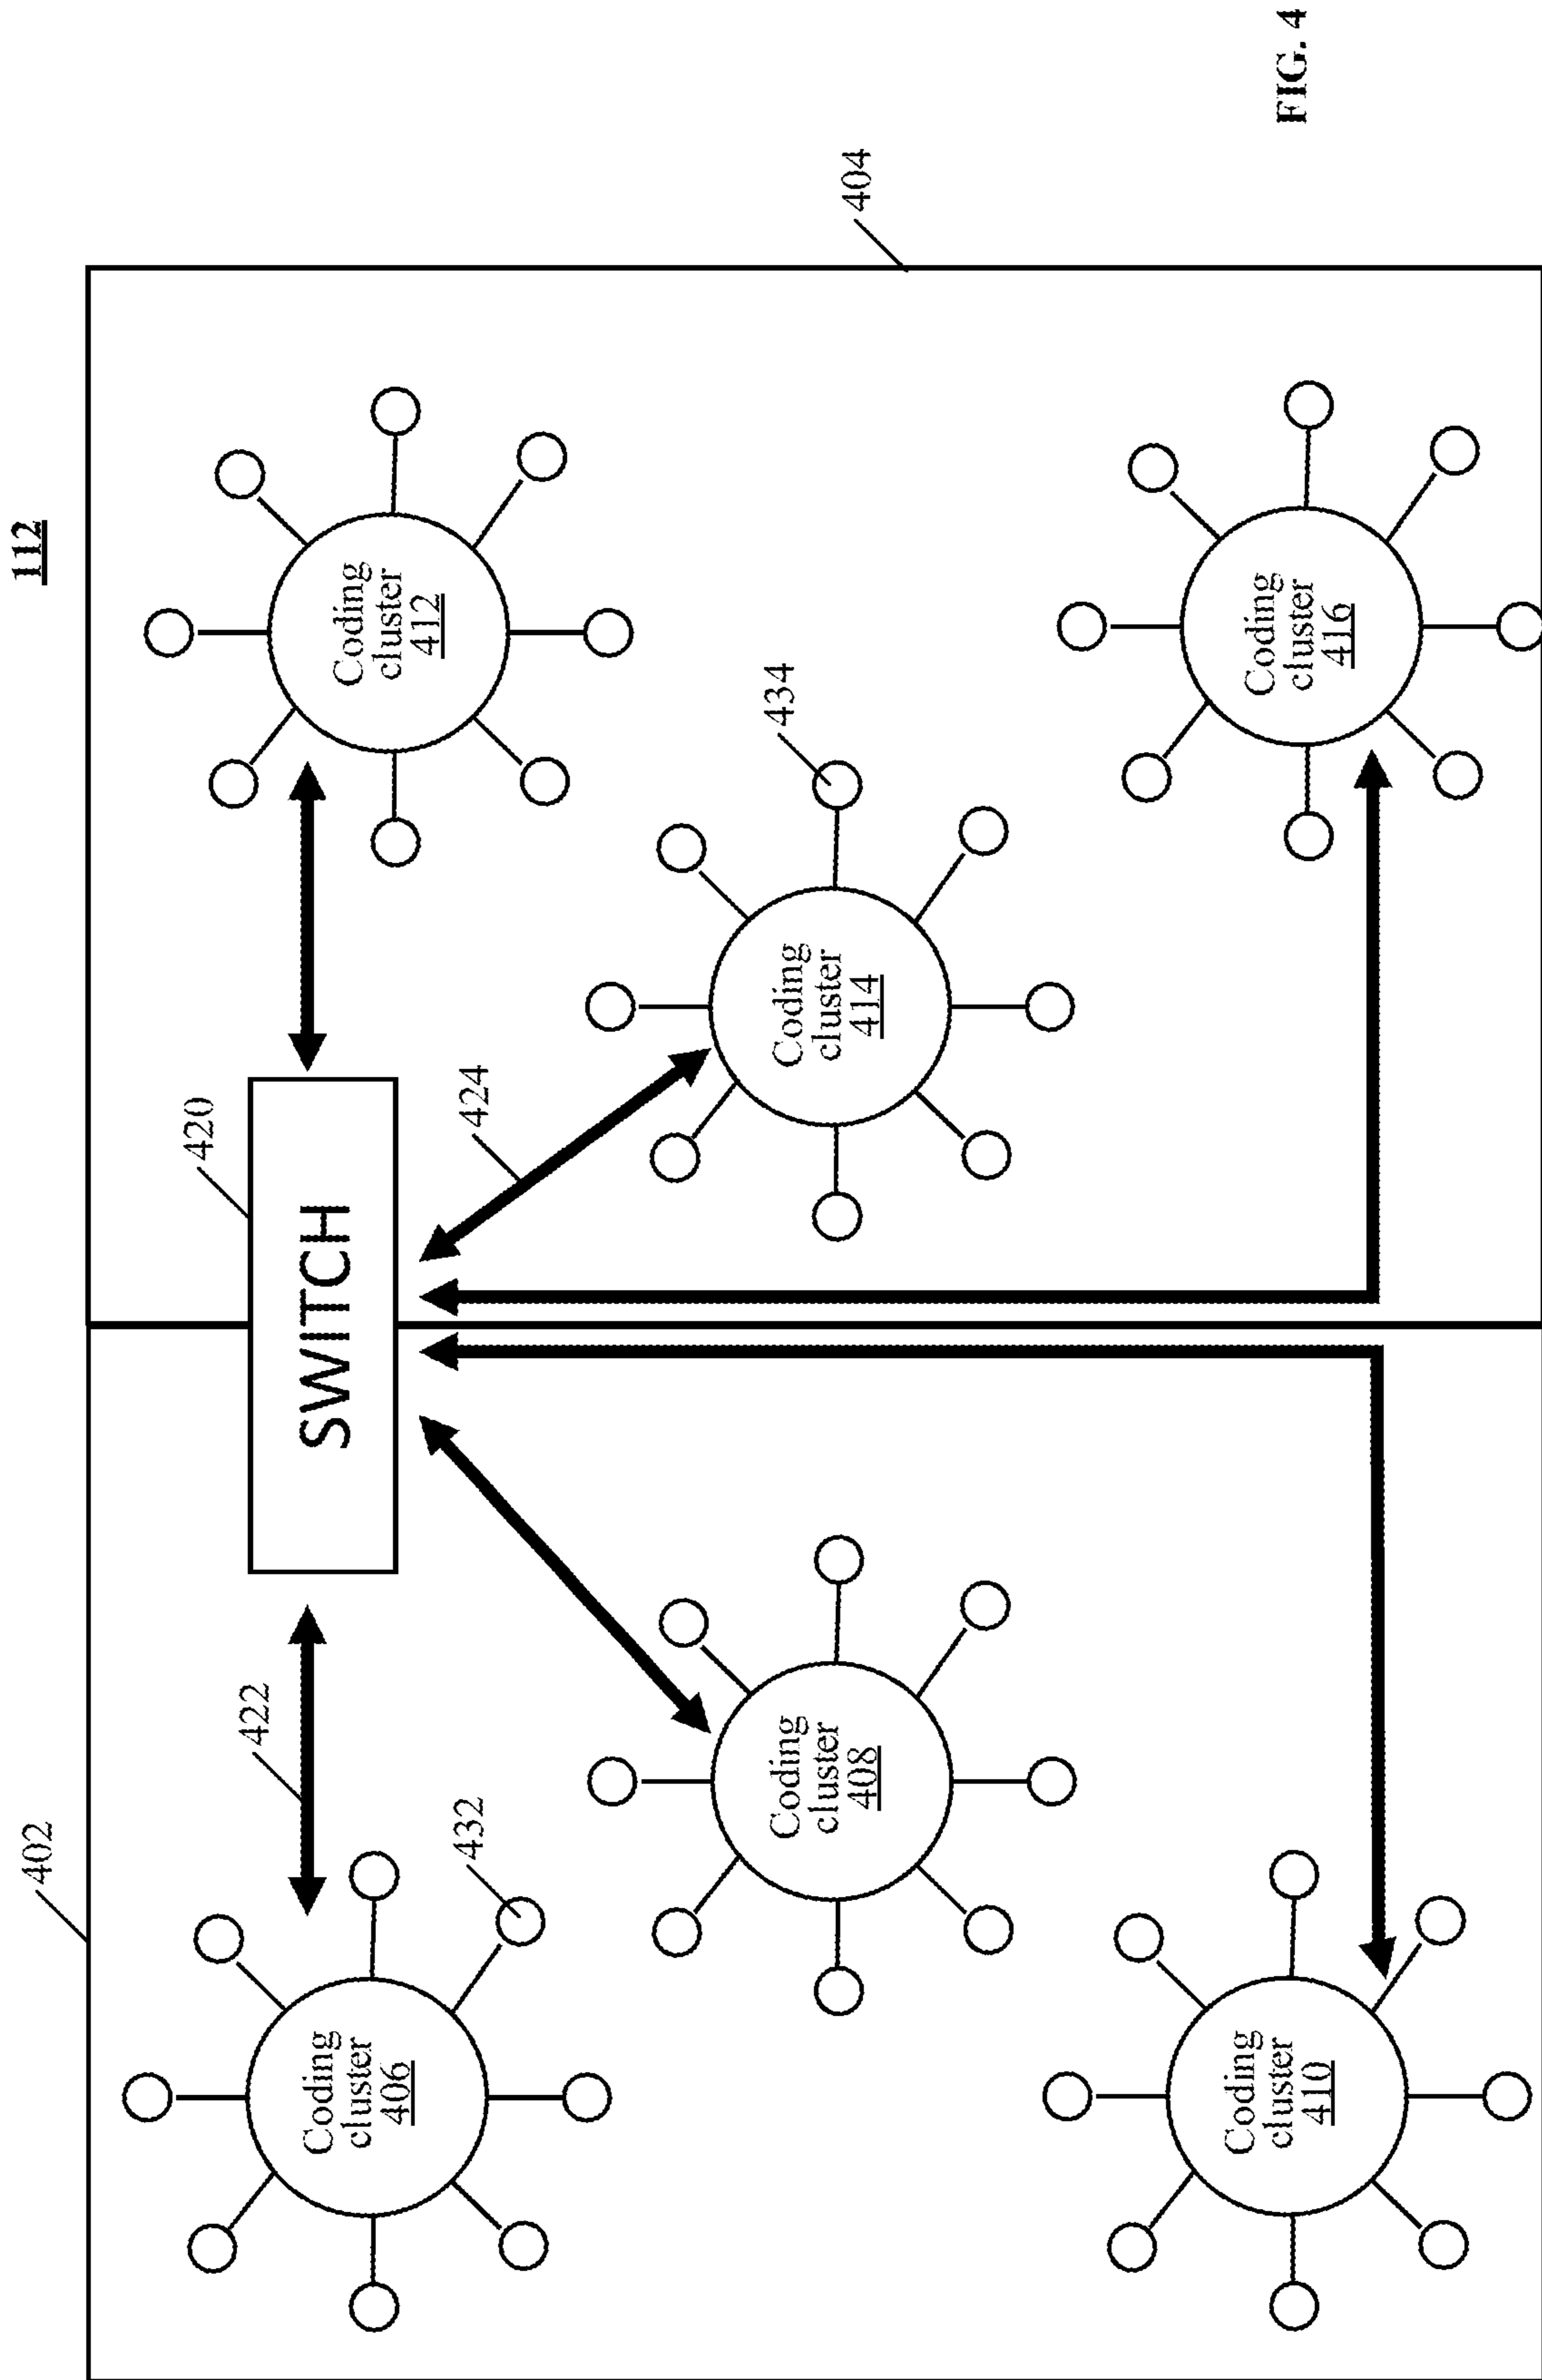 112
402
422
420
SWITCH
432
424
Coding
cluster
406
Coding
cluster
412
Coding
cluster
408
Coding
cluster
414
434
404
Coding
cluster
410
Coding
cluster
416
FIG. 4